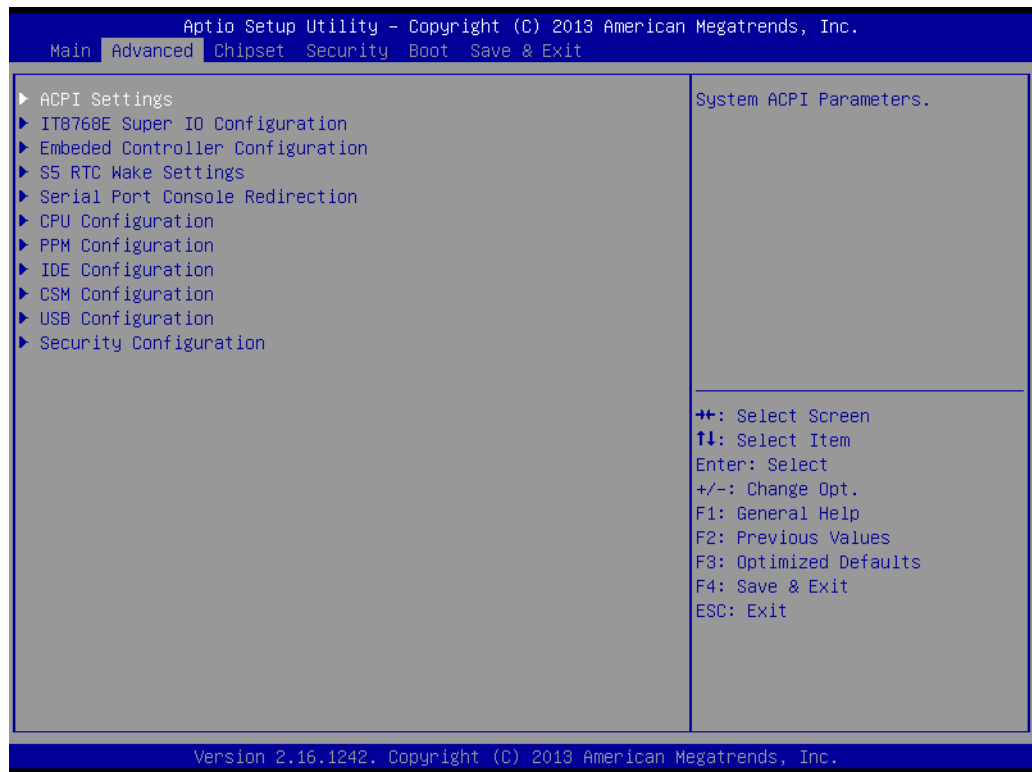 Aptio Setup Utility – Copyright (C) 2013 American Megatrends, Inc.
Main Advanced Chipset Security Boot Save & Exit
▶ ACPI Settings
▶ IT8768E Super IO Configuration
▶ Embeded Controller Configuration
▶ S5 RTC Wake Settings
▶ Serial Port Console Redirection
▶ CPU Configuration
▶ PPM Configuration
▶ IDE Configuration
▶ CSM Configuration
▶ USB Configuration
▶ Security Configuration
System ACPI Parameters.
→←: Select Screen
↑↓: Select Item
Enter: Select
+/-: Change Opt.
F1: General Help
F2: Previous Values
F3: Optimized Defaults
F4: Save & Exit
ESC: Exit
Version 2.16.1242. Copyright (C) 2013 American Megatrends, Inc.